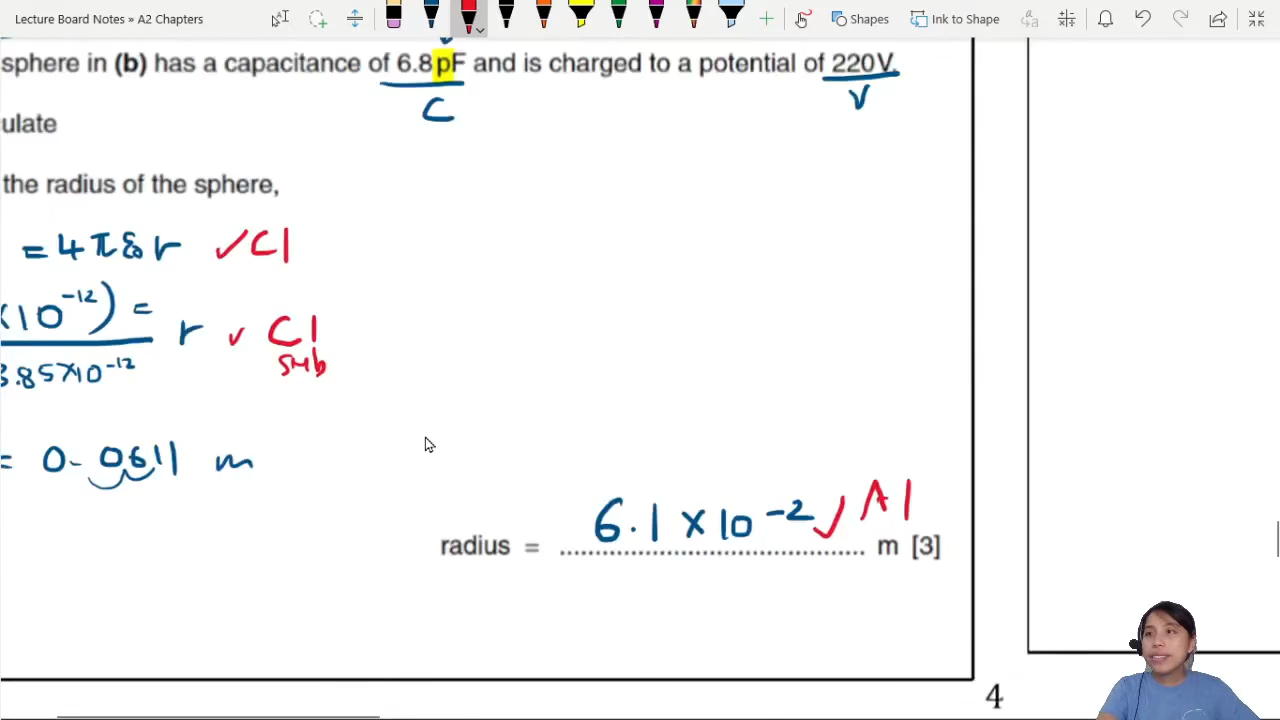 Lecture Board Notes » A2 Chapters
Shapes
Ink to Shape
sphere in (b) has a capacitance of 6.8pF and is charged to a potential of 220V.
C
V
ulate
the radius of the sphere,
= 4πε₀ r ✓ C1
×10⁻¹²) =
r ✓ C1
.85×10⁻¹²
sub
= 0.0611 m
6.1 × 10⁻² ✓ A1
radius = ............................................. m [3]
4